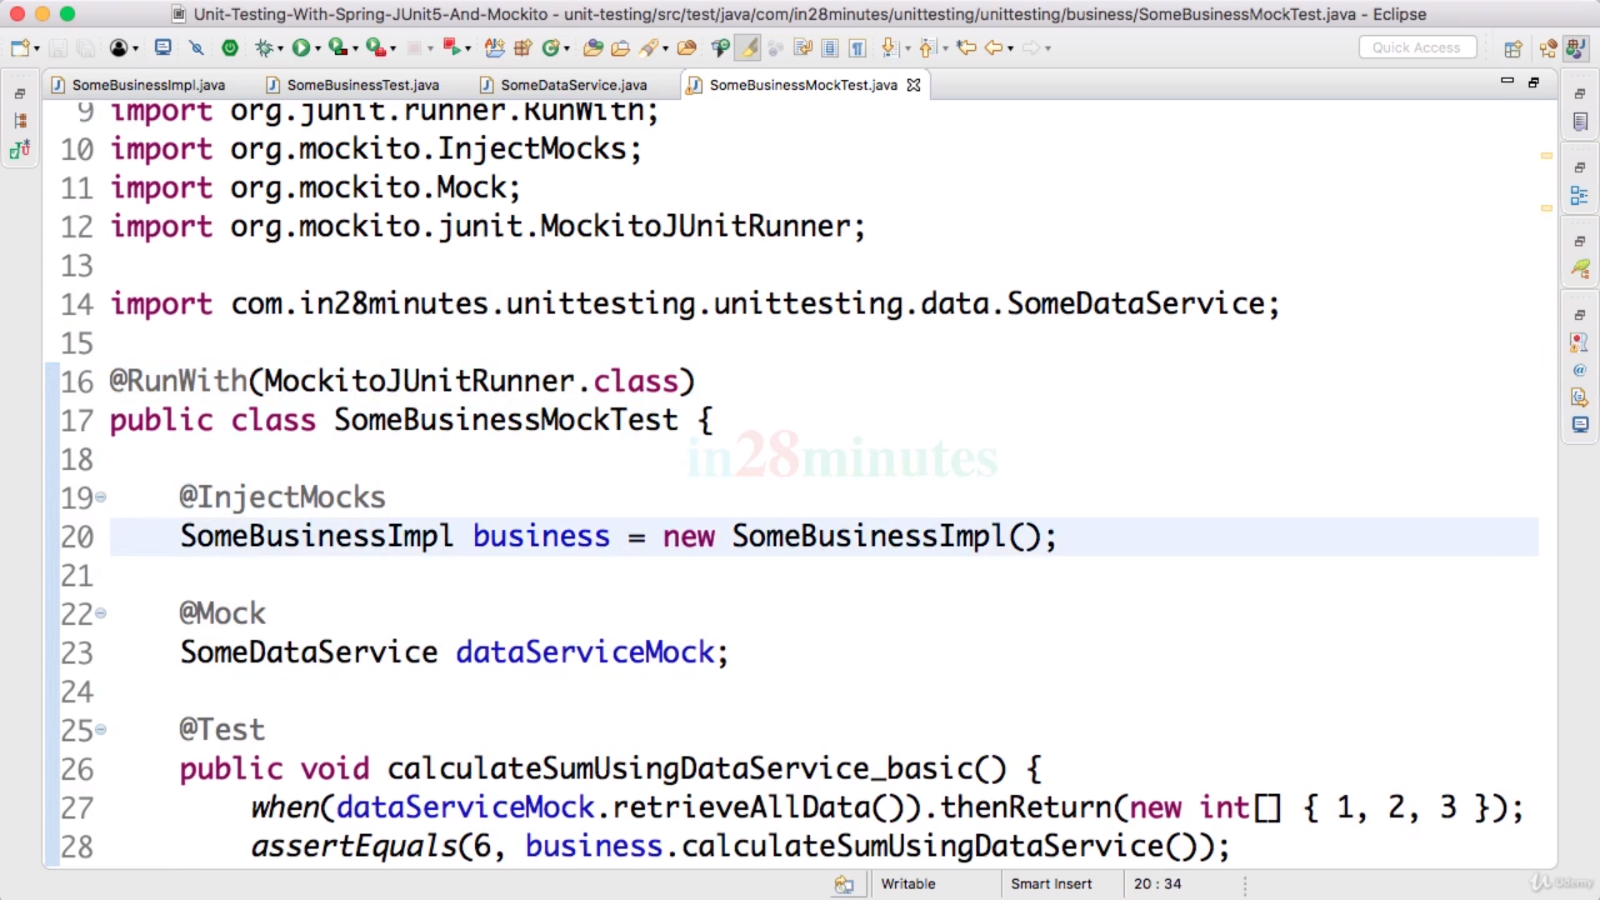 Unit-Testing-With-Spring-JUnit5-And-Mockito - unit-testing/src/test/java/com/in28minutes/unittesting/unittesting/business/SomeBusinessMockTest.java - Eclipse
Quick Access
SomeBusinessImpl.java SomeBusinessTest.java SomeDataService.java SomeBusinessMockTest.java
9 import org.junit.runner.RunWith;
10 import org.mockito.InjectMocks;
11 import org.mockito.Mock;
12 import org.mockito.junit.MockitoJUnitRunner;
13
14 import com.in28minutes.unittesting.unittesting.data.SomeDataService;
15
16 @RunWith(MockitoJUnitRunner.class)
17 public class SomeBusinessMockTest {
in28minutes
18
19 @InjectMocks
20 SomeBusinessImpl business = new SomeBusinessImpl();
21
22 @Mock
23 SomeDataService dataServiceMock;
24
25 @Test
26 public void calculateSumUsingDataService_basic() {
27 when(dataServiceMock.retrieveAllData()).thenReturn(new int[] { 1, 2, 3 });
28 assertEquals(6, business.calculateSumUsingDataService());
Writable Smart Insert 20 : 34
Udemy